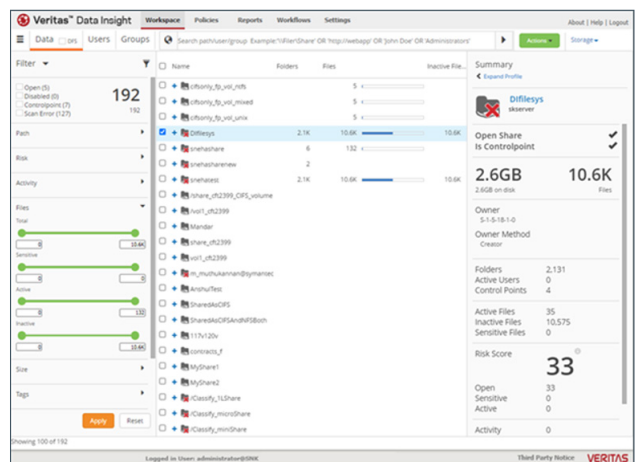 Veritas™ Data Insight Workspace Policies Reports Workflows Settings About | Help | Logout
Data DFS Users Groups Search path/user/group. Example:'\\Filer\Share' OR 'http://webapp' OR 'John Doe' OR 'Administrators' Actions Storage
Filter
Name Folders Files Inactive File...
Open (5)
Disabled (0)
Controlpoint (7)
Scan Error (127)
192
192
Path
Risk
Activity
Files
Total
0 10.6K
Sensitive
0 0
Active
0 132
Inactive
0 10.6K
Size
Tags
Apply Reset
cifsonly_fp_vol_ntfs 5
cifsonly_fp_vol_mixed 5
cifsonly_fp_vol_unix 5
Difilesys 2.1K 10.6K 10.6K
snehashare 6 132
snehasharenew 2
snehatest 2.1K 10.6K 10.6K
/share_cft2399_CIFS_volume
/vol1_cft2399
Mandar
share_cft2399
vol1_cft2399
m_muthukannan@symantec
AnshulTest
SharedAsCIFS
SharedAsCIFSAndNFSBoth
117v120v
contracts_f
MyShare1
MyShare2
/Classify_1LShare
/Classify_microShare
/Classify_miniShare
Summary
Expand Profile
Difilesys
skserver
Open Share
Is Controlpoint
2.6GB 10.6K
2.6GB on disk Files
Owner
S-1-5-18-1-0
Owner Method
Creator
Folders 2,131
Active Users 0
Control Points 4
Active Files 35
Inactive Files 10,575
Sensitive Files 0
Risk Score
33
Open 33
Sensitive 0
Active 0
Activity 0
Showing 100 of 192
Logged in User: administrator@SNK Third Party Notice VERITAS